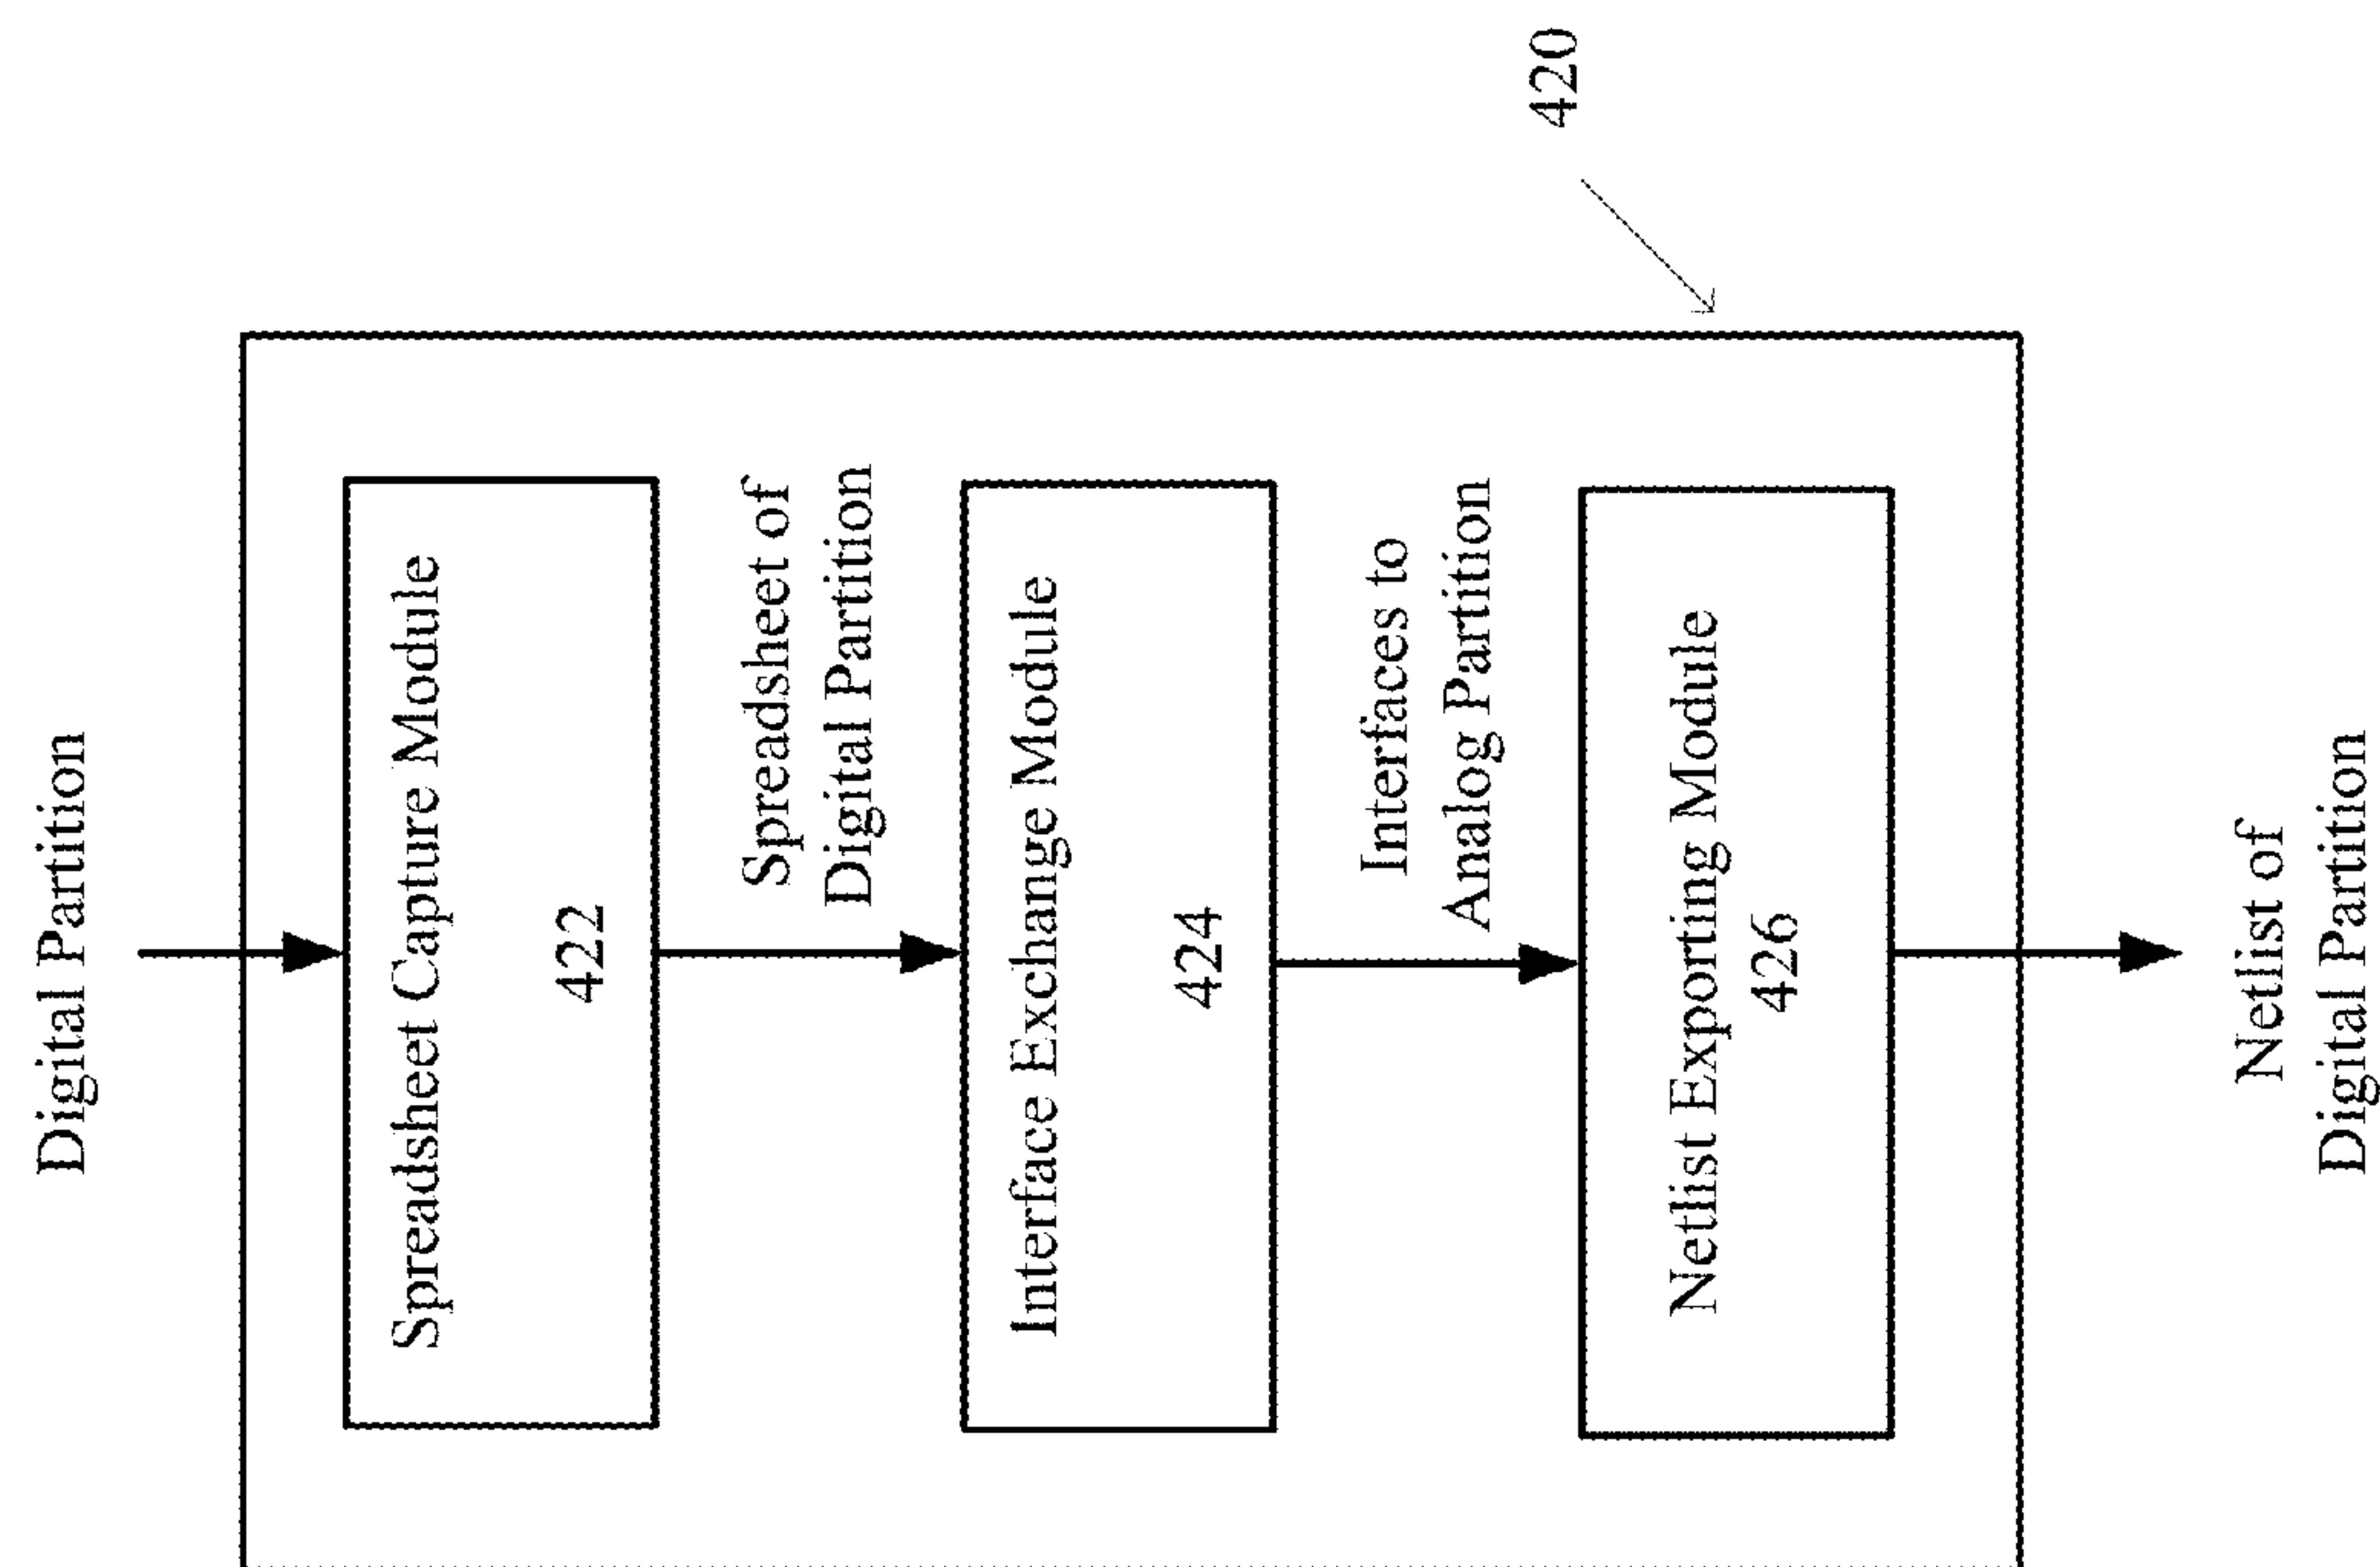 Digital Partition
Spreadsheet Capture Module
422
Spreadsheet of
Digital Partition
Interface Exchange Module
424
Interfaces to
Analog Partition
Netlist Exporting Module
426
Netlist of
Digital Partition
420